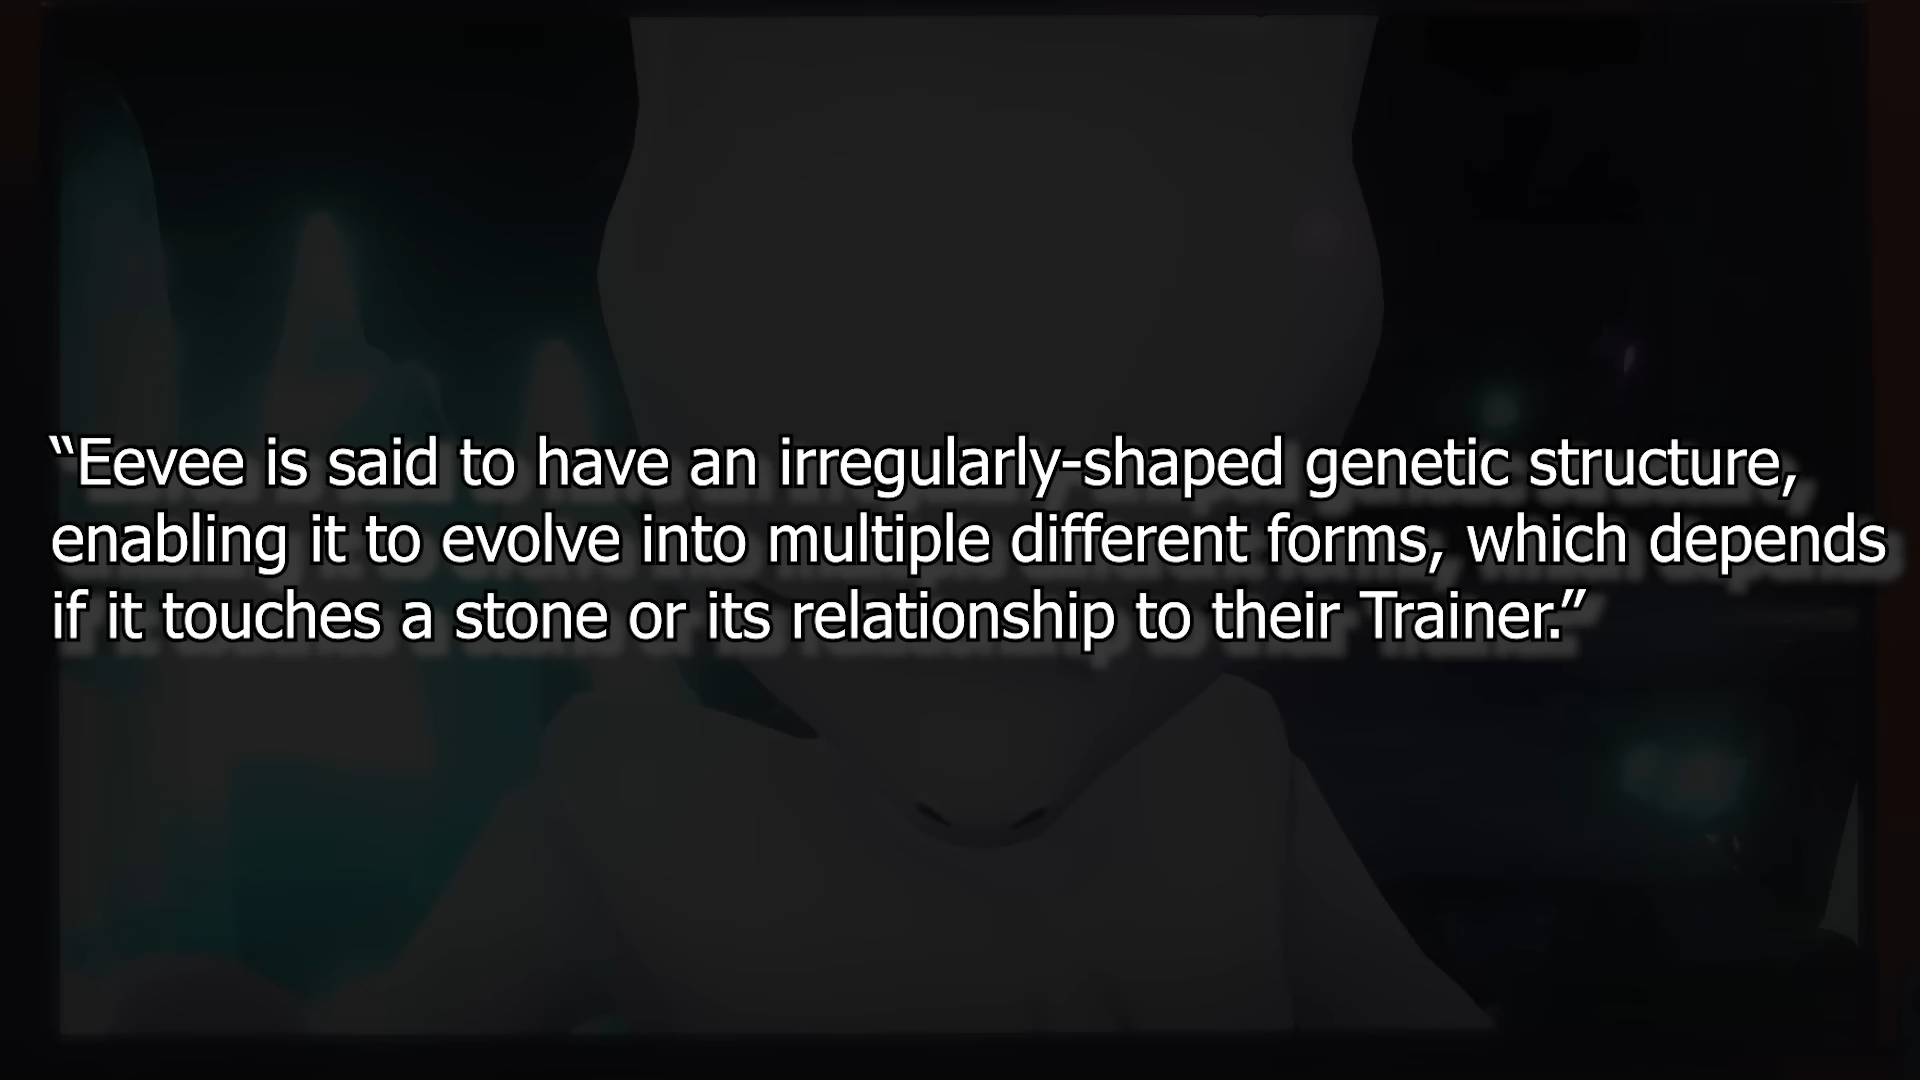 “Eevee is said to have an irregularly-shaped genetic structure,
enabling it to evolve into multiple different forms, which depends
if it touches a stone or its relationship to their Trainer.”